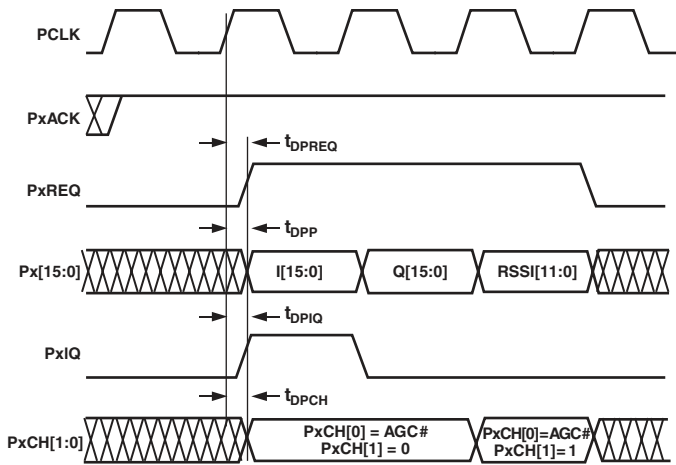 PCLK
PxACK
tDPREQ
PxREQ
tDPP
Px[15:0]
I[15:0]
Q[15:0]
RSSI[11:0]
tDPIQ
PxIQ
tDPCH
PxCH[1:0]
PxCH[0] = AGC#
PxCH[1] = 0
PxCH[0]=AGC#
PxCH[1]= 1